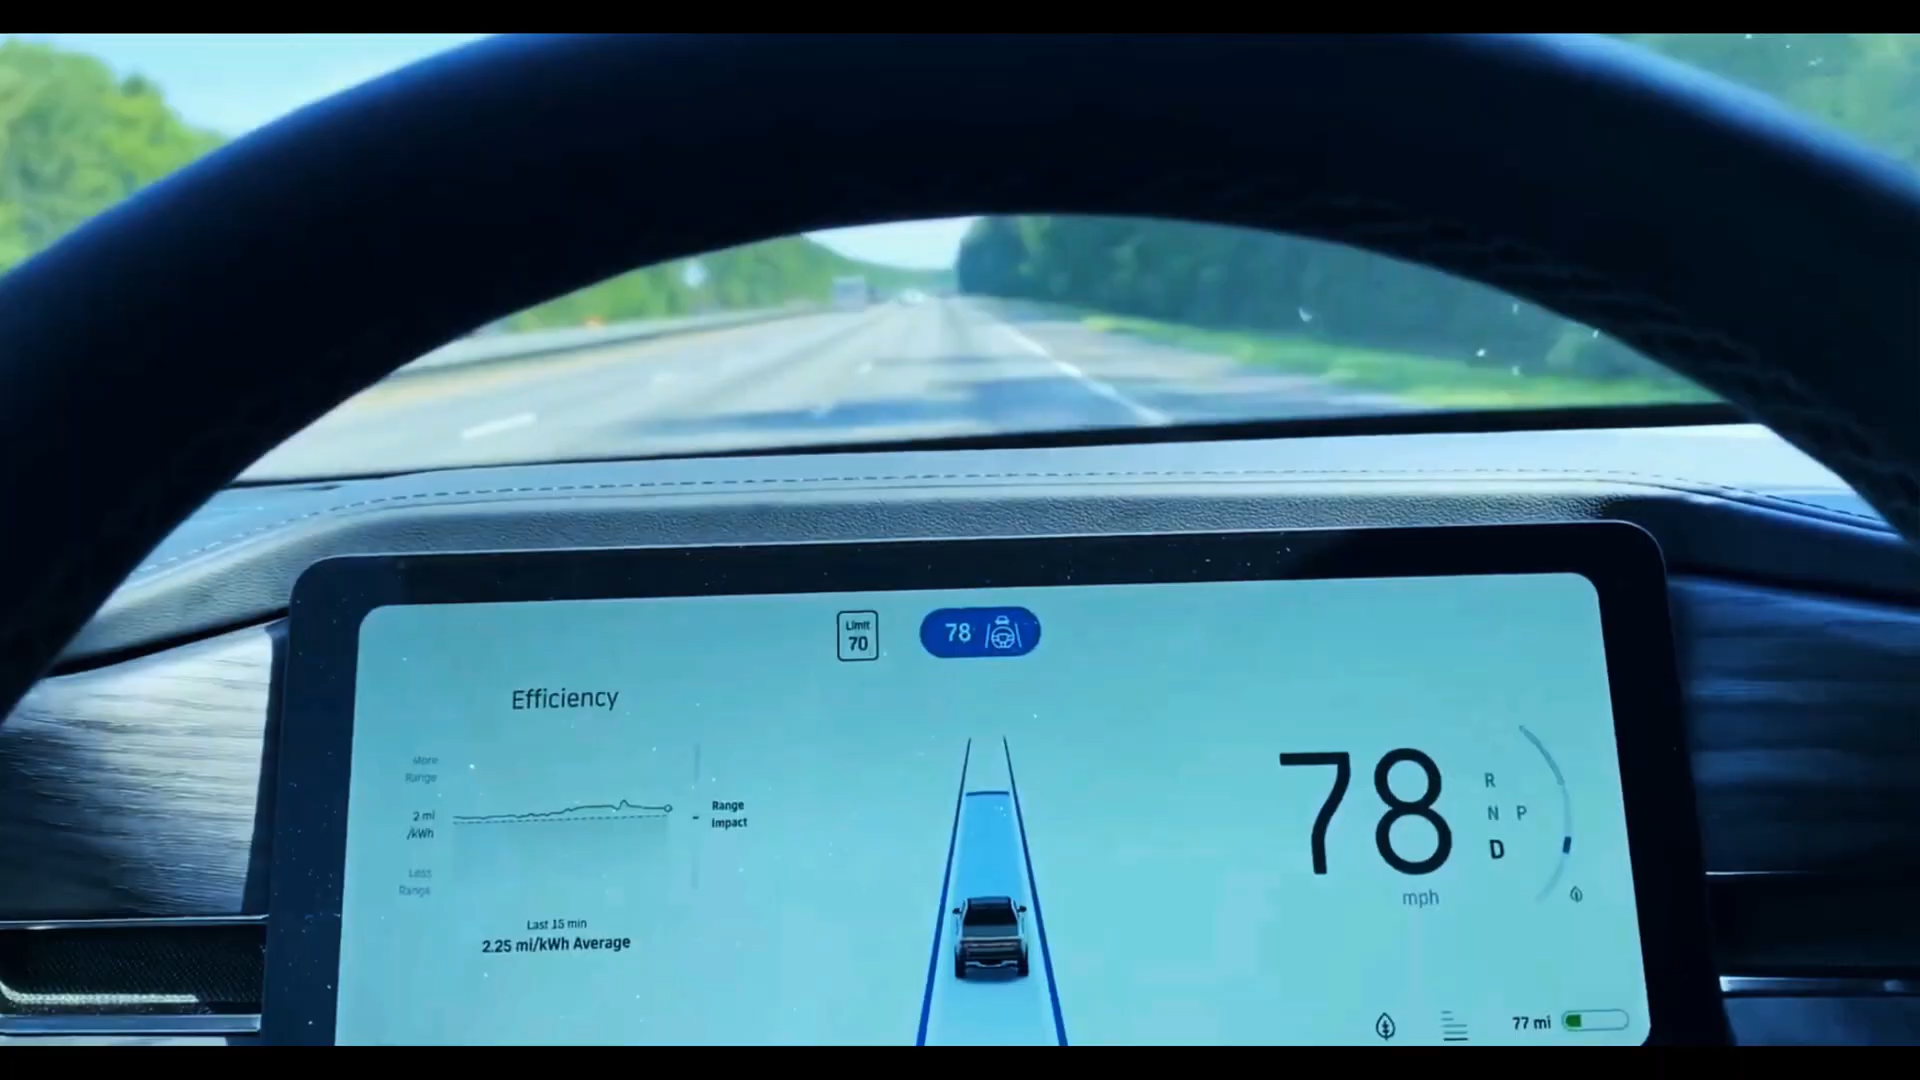 Limit
70
78
Efficiency
More
Range
2 mi
/kWh
Less
Range
Range
Impact
Last 15 min
2.25 mi/kWh Average
78
mph
R
N P
D
77 mi